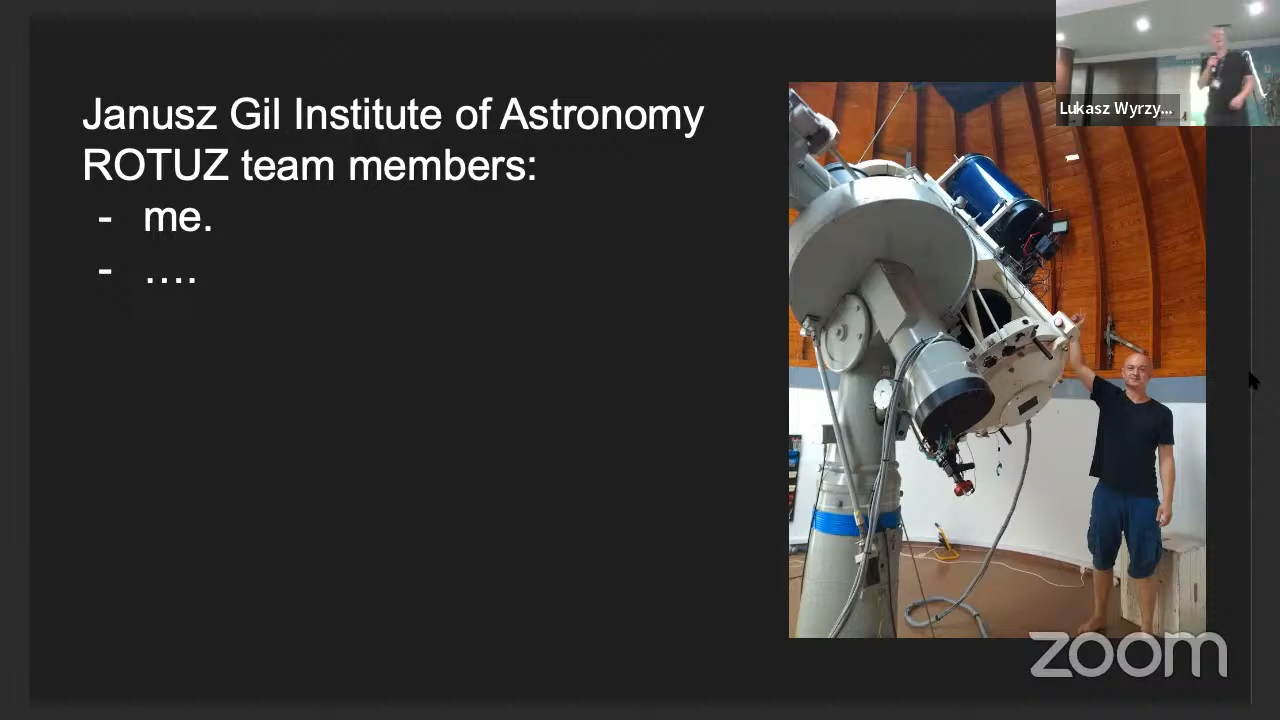 Janusz Gil Institute of Astronomy
ROTUZ team members:
- me.
- ….
Lukasz Wyrzy...
zoom